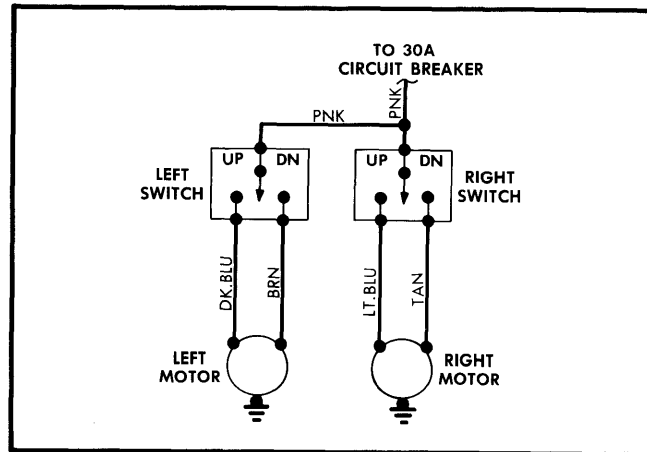 TO 30A
CIRCUIT BREAKER
PNK
PNK
UP DN
UP DN
LEFT
SWITCH
RIGHT
SWITCH
DK.BLU
BRN
LT.BLU
TAN
LEFT
MOTOR
RIGHT
MOTOR